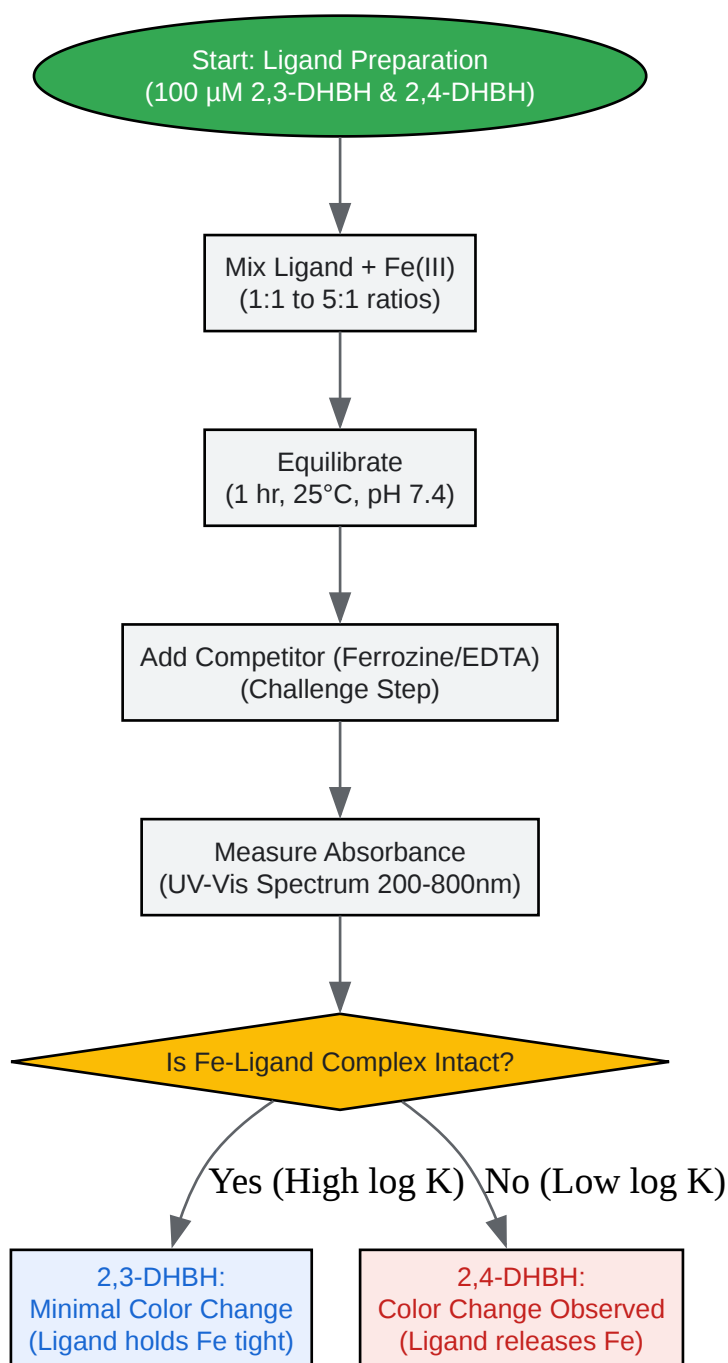 Start: Ligand Preparation
(100 µM 2,3-DHBH & 2,4-DHBH)
Mix Ligand + Fe(III)
(1:1 to 5:1 ratios)
Equilibrate
(1 hr, 25°C, pH 7.4)
Add Competitor (Ferrozine/EDTA)
(Challenge Step)
Measure Absorbance
(UV-Vis Spectrum 200-800nm)
Is Fe-Ligand Complex Intact?
Yes (High log K)
No (Low log K)
2,3-DHBH:
Minimal Color Change
(Ligand holds Fe tight)
2,4-DHBH:
Color Change Observed
(Ligand releases Fe)